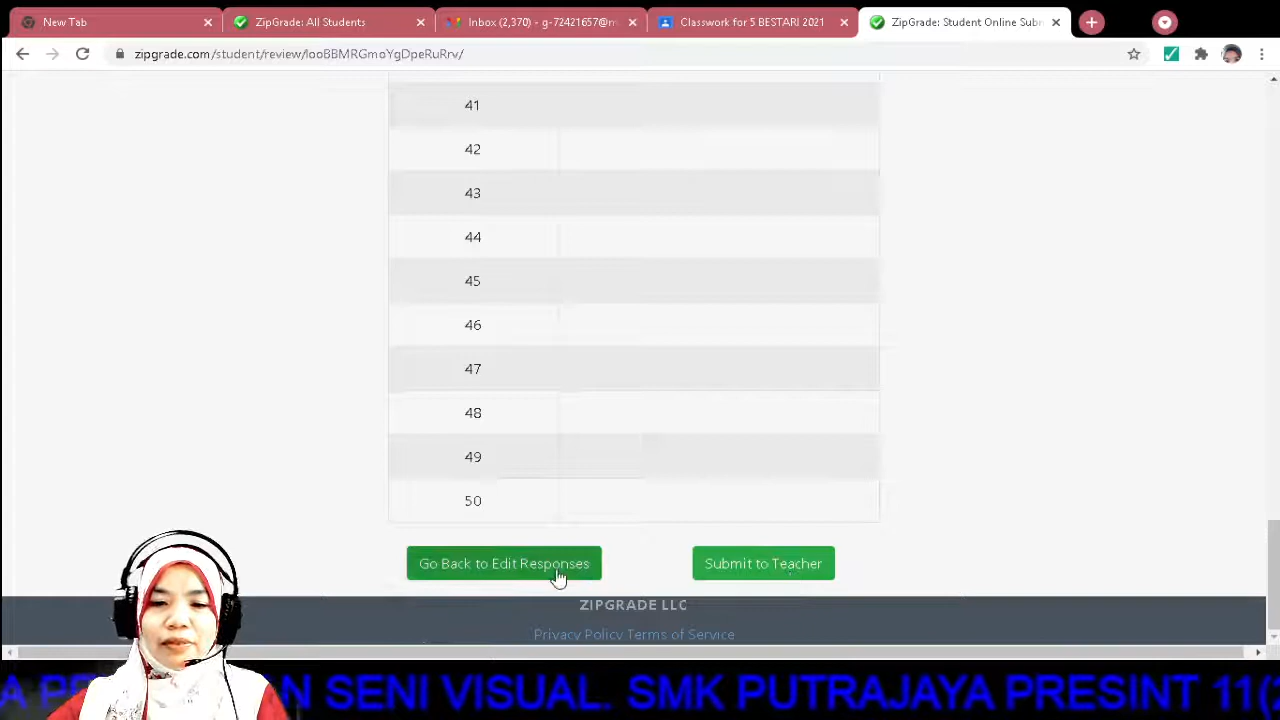 New Tab
ZipGrade: All Students
Inbox (2,370) - g-72421657@m
Classwork for 5 BESTARI 2021
ZipGrade: Student Online Subm
zipgrade.com/student/review/
41
42
43
44
45
46
47
48
49
50
Go Back to Edit Responses
Submit to Teacher
ZIPGRADE LLC
Privacy Policy Terms of Service
SENI VISUAL. SMK PUTRAJAYA PRESINT 11(